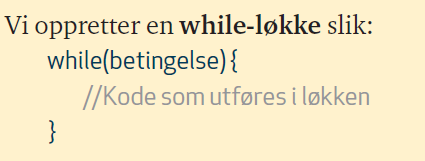 Vi oppretter en while-løkke slik:
while(betingelse) {
//Kode som utføres i løkken
}